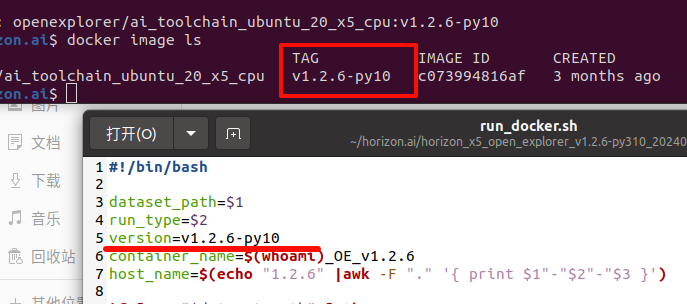 : openexplorer/ai_toolchain_ubuntu_20_x5_cpu:v1.2.6-py10
zon.ai$ docker image ls
TAG IMAGE ID CREATED
/ai_toolchain_ubuntu_20_x5_cpu v1.2.6-py10 c073994816af 3 months ago
.ai$
图片
文档
下载
音乐
回收站
打开(O)
run_docker.sh
~/horizon.ai/horizon_x5_open_explorer_v1.2.6-py310_20240
1 #!/bin/bash
2
3 dataset_path=$1
4 run_type=$2
5 version=v1.2.6-py10
6 container_name=$(whoami)_OE_v1.2.6
7 host_name=$(echo "1.2.6" |awk -F "." '{ print $1"-"$2"-"$3 }')
8